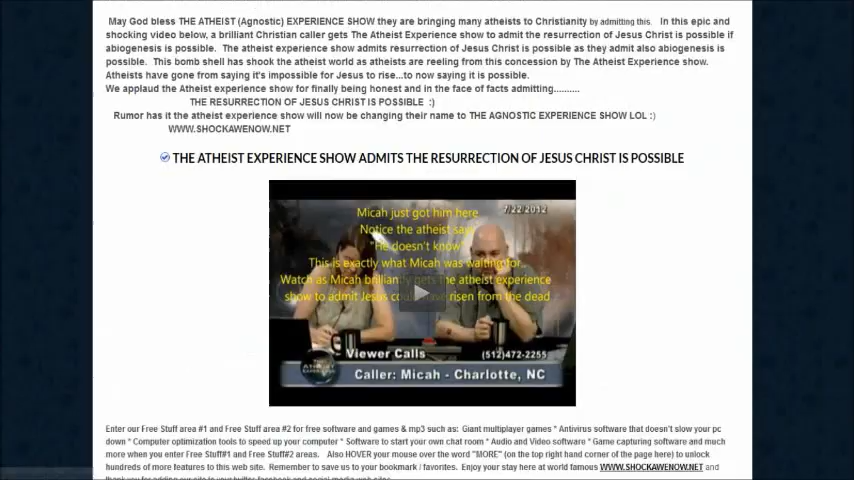 May God bless THE ATHEIST (Agnostic) EXPERIENCE SHOW they are bringing many atheists to Christianity by admitting this. In this epic and
shocking video below, a brilliant Christian caller gets The Atheist Experience show to admit the resurrection of Jesus Christ is possible if
abiogenesis is possible. The atheist experience show admits resurrection of Jesus Christ is possible as they admit also abiogenesis is
possible. This bomb shell has shook the atheist world as atheists are reeling from this concession by The Atheist Experience show.
Atheists have gone from saying it's impossible for Jesus to rise...to now saying it is possible.
We applaud the Atheist experience show for finally being honest and in the face of facts admitting..........
THE RESURRECTION OF JESUS CHRIST IS POSSIBLE :)
Rumor has it the atheist experience show will now be changing their name to THE AGNOSTIC EXPERIENCE SHOW LOL :)
WWW.SHOCKAWENOW.NET
THE ATHEIST EXPERIENCE SHOW ADMITS THE RESURRECTION OF JESUS CHRIST IS POSSIBLE
7/22/2012
Micah just got him here
Notice the atheist say
"He doesn't know"
This is exactly what Micah was waiting for
Watch as Micah brilliantly gets the atheist experience
show to admit Jesus risen from the dead
Viewer Calls (512)472-2255
Caller: Micah - Charlotte, NC
Enter our Free Stuff area #1 and Free Stuff area #2 for free software and games & mp3 such as: Giant multiplayer games * Antivirus software that doesn't slow your pc
down * Computer optimization tools to speed up your computer * Software to start your own chat room * Audio and Video software * Game capturing software and much
more when you enter Free Stuff#1 and Free Stuff#2 areas. Also HOVER your mouse over the word "MORE" (on the top right hand corner of the page here) to unlock
hundreds of more features to this web site. Remember to save us to your bookmark / favorites. Enjoy your stay here at world famous WWW.SHOCKAWENOW.NET and